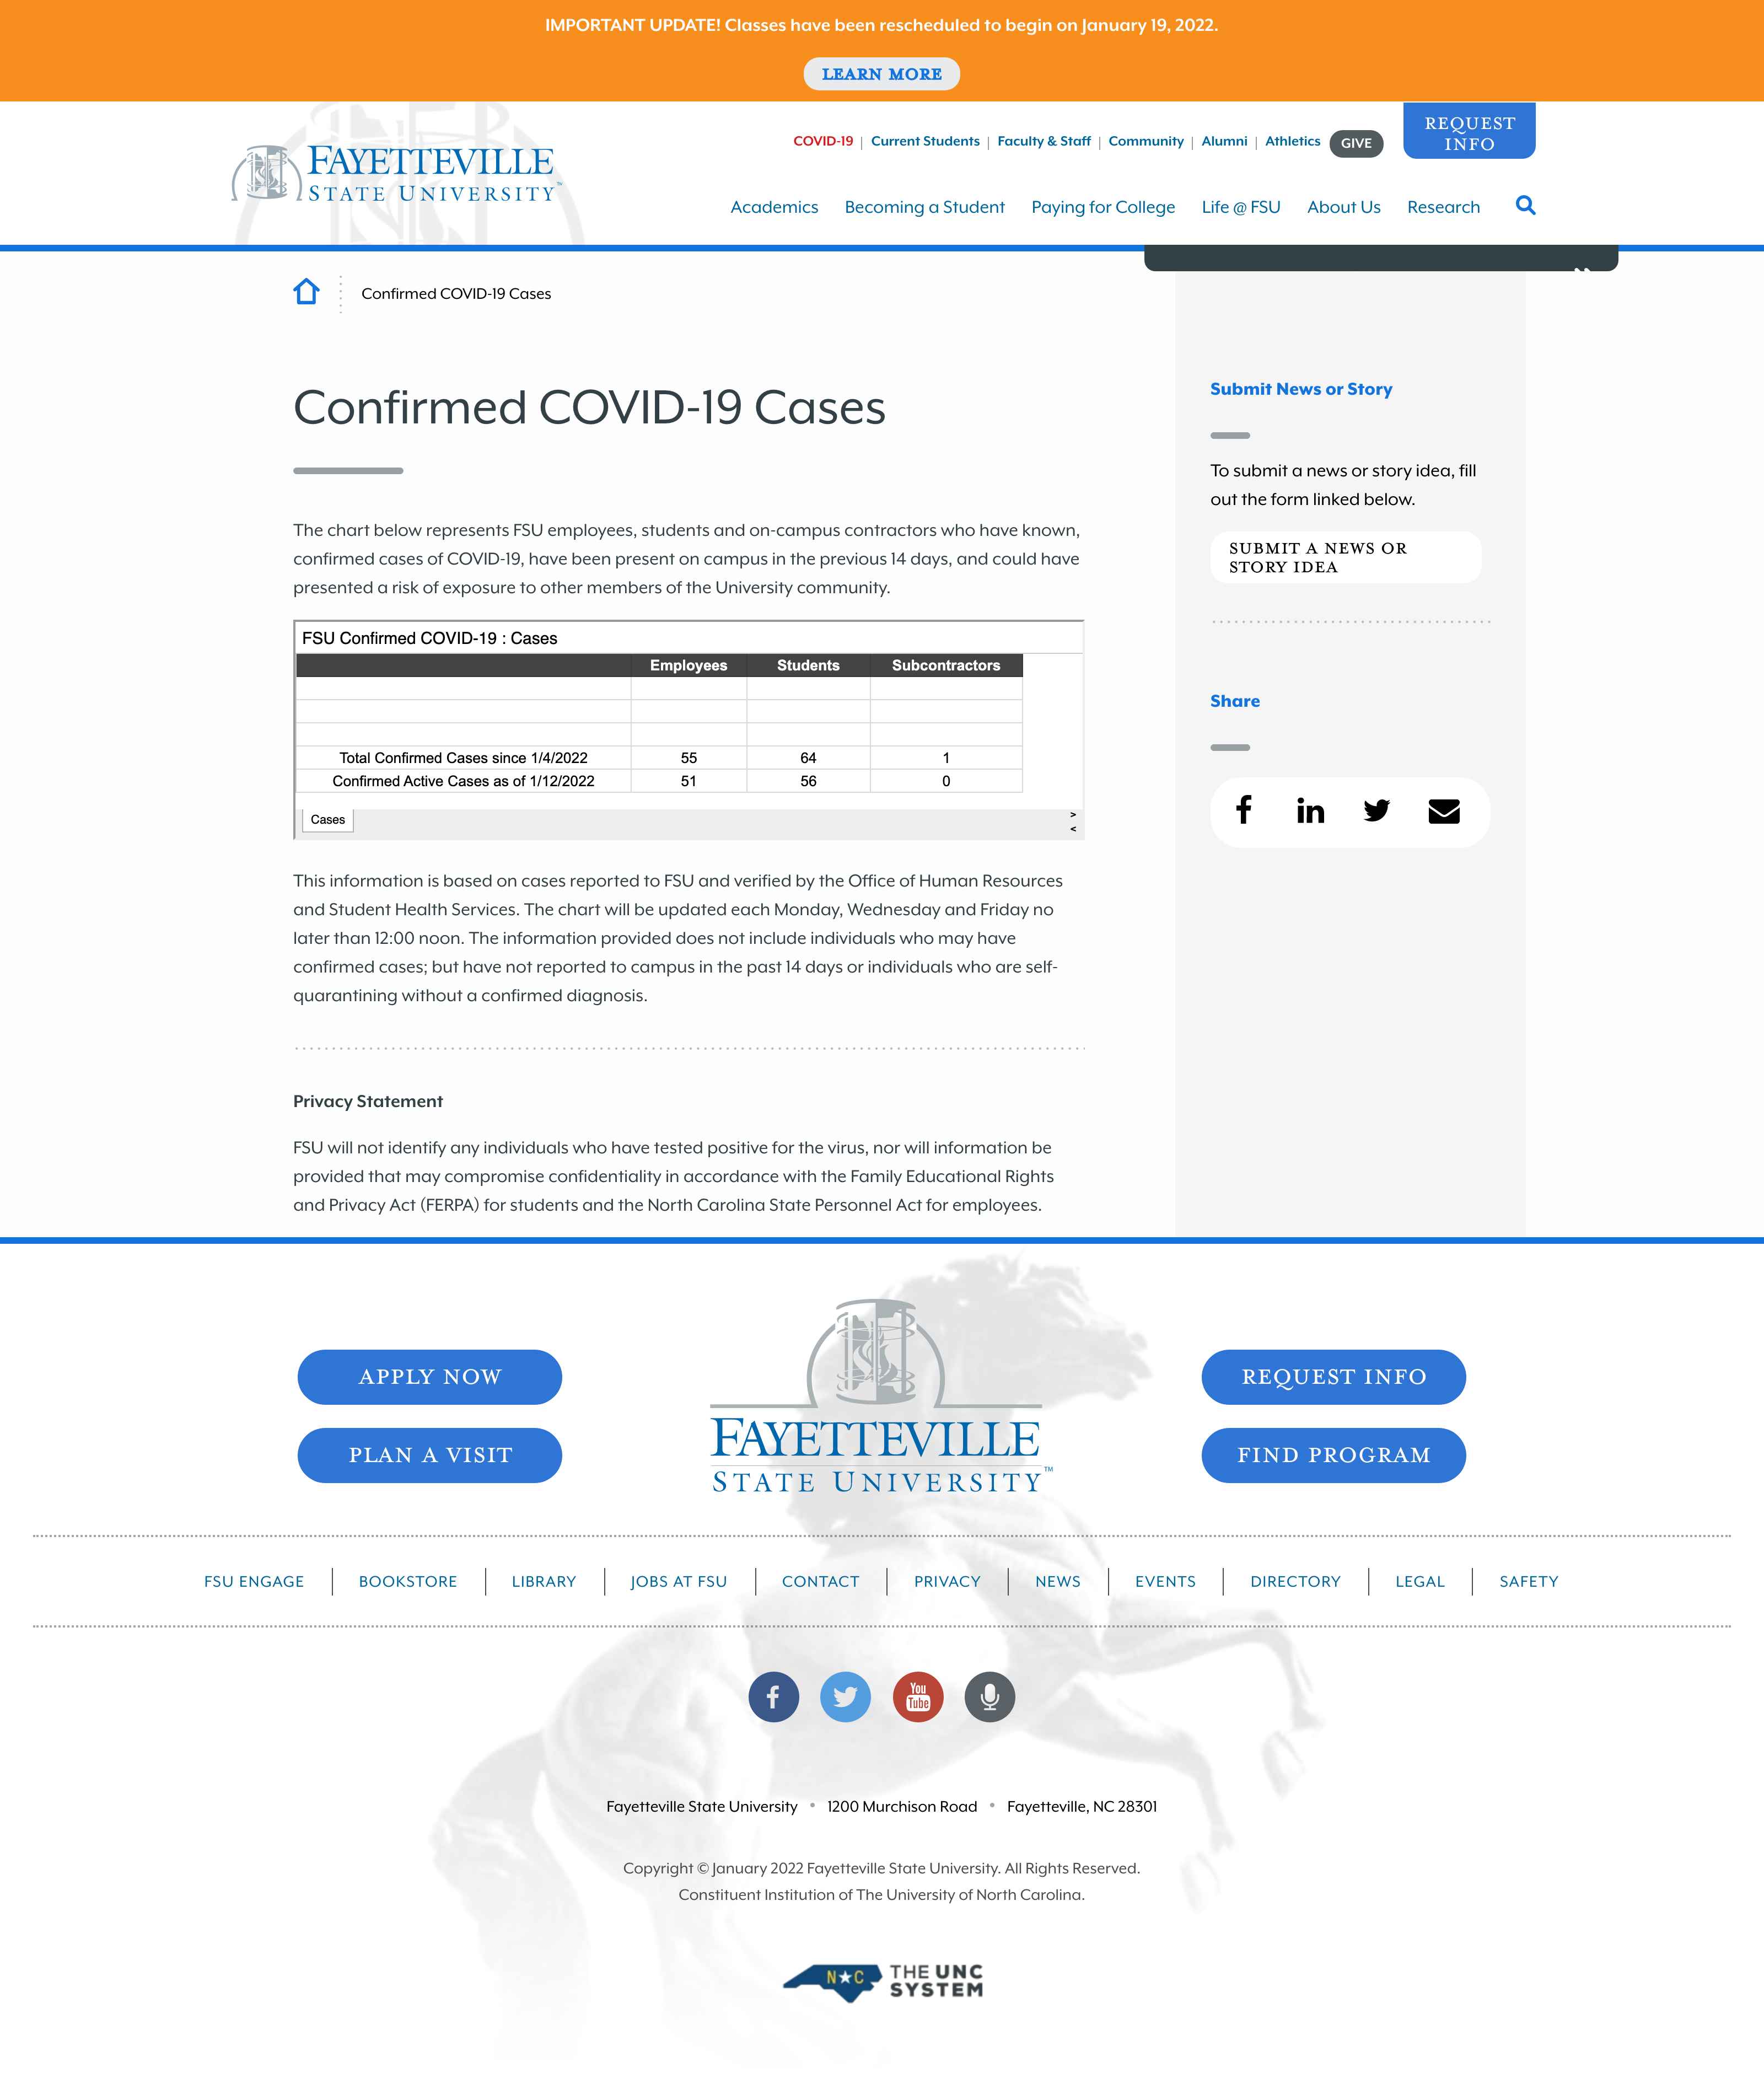 IMPORTANT UPDATE! Classes have been rescheduled to begin on January 19, 2022.
LEARN MORE
FAYETTEVILLE
STATE UNIVERSITY™
COVID-19 | Current Students | Faculty & Staff | Community | Alumni | Athletics GIVE
REQUEST
INFO
Academics Becoming a Student Paying for College Life @ FSU About Us Research
Confirmed COVID-19 Cases
Confirmed COVID-19 Cases
The chart below represents FSU employees, students and on-campus contractors who have known,
confirmed cases of COVID-19, have been present on campus in the previous 14 days, and could have
presented a risk of exposure to other members of the University community.
FSU Confirmed COVID-19 : Cases
Employees Students Subcontractors
Total Confirmed Cases since 1/4/2022 55 64 1
Confirmed Active Cases as of 1/12/2022 51 56 0
Cases
>
<
This information is based on cases reported to FSU and verified by the Office of Human Resources
and Student Health Services. The chart will be updated each Monday, Wednesday and Friday no
later than 12:00 noon. The information provided does not include individuals who may have
confirmed cases; but have not reported to campus in the past 14 days or individuals who are self-
quarantining without a confirmed diagnosis.
Privacy Statement
FSU will not identify any individuals who have tested positive for the virus, nor will information be
provided that may compromise confidentiality in accordance with the Family Educational Rights
and Privacy Act (FERPA) for students and the North Carolina State Personnel Act for employees.
Submit News or Story
To submit a news or story idea, fill
out the form linked below.
SUBMIT A NEWS OR
STORY IDEA
Share
APPLY NOW
PLAN A VISIT
FAYETTEVILLE
STATE UNIVERSITY™
REQUEST INFO
FIND PROGRAM
FSU ENGAGE | BOOKSTORE | LIBRARY | JOBS AT FSU | CONTACT | PRIVACY | NEWS | EVENTS | DIRECTORY | LEGAL | SAFETY
You
Tube
Fayetteville State University • 1200 Murchison Road • Fayetteville, NC 28301
Copyright © January 2022 Fayetteville State University. All Rights Reserved.
Constituent Institution of The University of North Carolina.
N★C THE UNC
SYSTEM